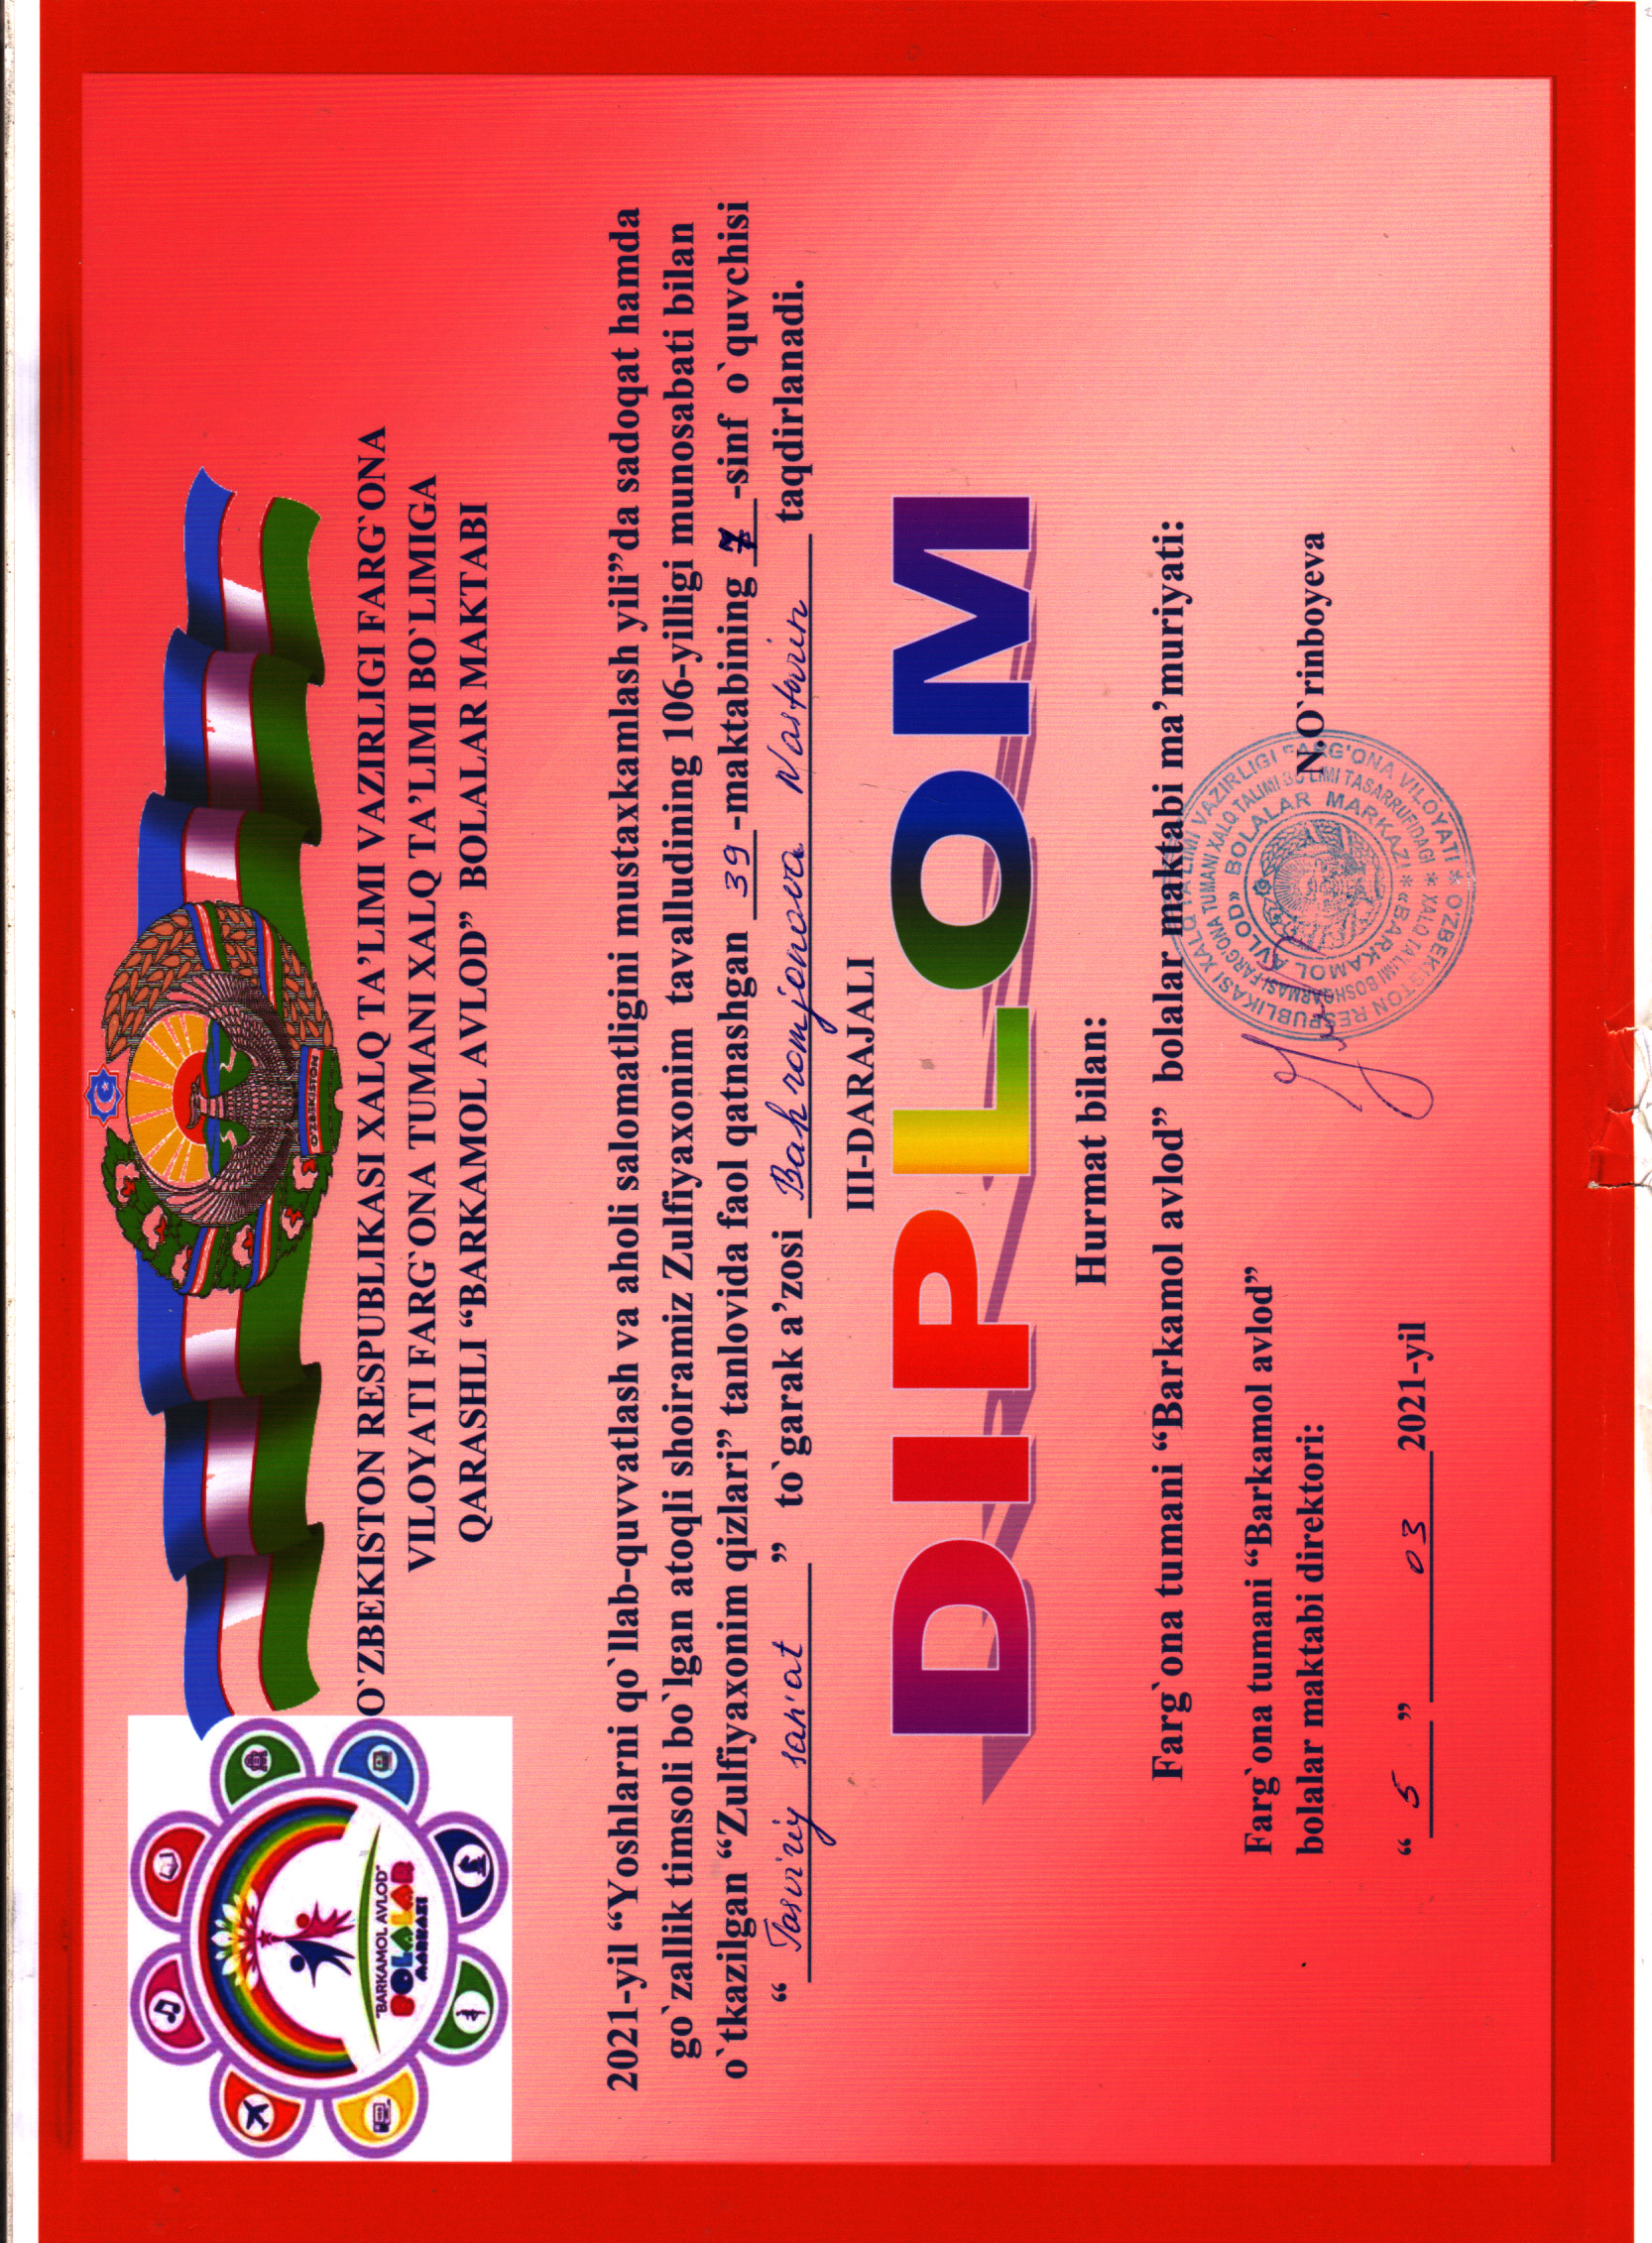 O'ZBEKISTON
"BARKAMOL AVLOD"
BOLALAR
MARKAZI
O`ZBEKISTON RESPUBLIKASI XALQ TA’LIMI VAZIRLIGI FARG`ONA
VILOYATI FARG`ONA TUMANI XALQ TA’LIMI BO`LIMIGA
QARASHLI “BARKAMOL AVLOD” BOLALAR MAKTABI
2021-yil “Yoshlarni qo`llab-quvvatlash va aholi salomatligini mustaxkamlash yili”da sadoqat hamda
go`zallik timsoli bo`lgan atoqli shoiramiz Zulfiyaxonim tavalludining 106-yilligi munosabati bilan
o`tkazilgan “Zulfiyaxonim qizlari” tanlovida faol qatnashgan 39-maktabining 7-sinf o`quvchisi
“Tasviriy san'at” to`garak a’zosi Bahromjonova Nastarin taqdirlanadi.
III-DARAJALI
DIPLOM
Hurmat bilan:
Farg`ona tumani “Barkamol avlod” bolalar maktabi ma’muriyati:
Farg`ona tumani “Barkamol avlod”
bolalar maktabi direktori: N.O`rinboyeva
“5” 03 2021-yil
O'ZBEKISTON RESPUBLIKASI XALQ TA'LIMI VAZIRLIGI FARG'ONA VILOYATI
XALQ TA'LIMI BOSHQARMASI FARG'ONA TUMANI XALQ TALIMI BO'LIMI TASARRUFIDAGI
«BARKAMOL AVLOD» BOLALAR MARKAZI